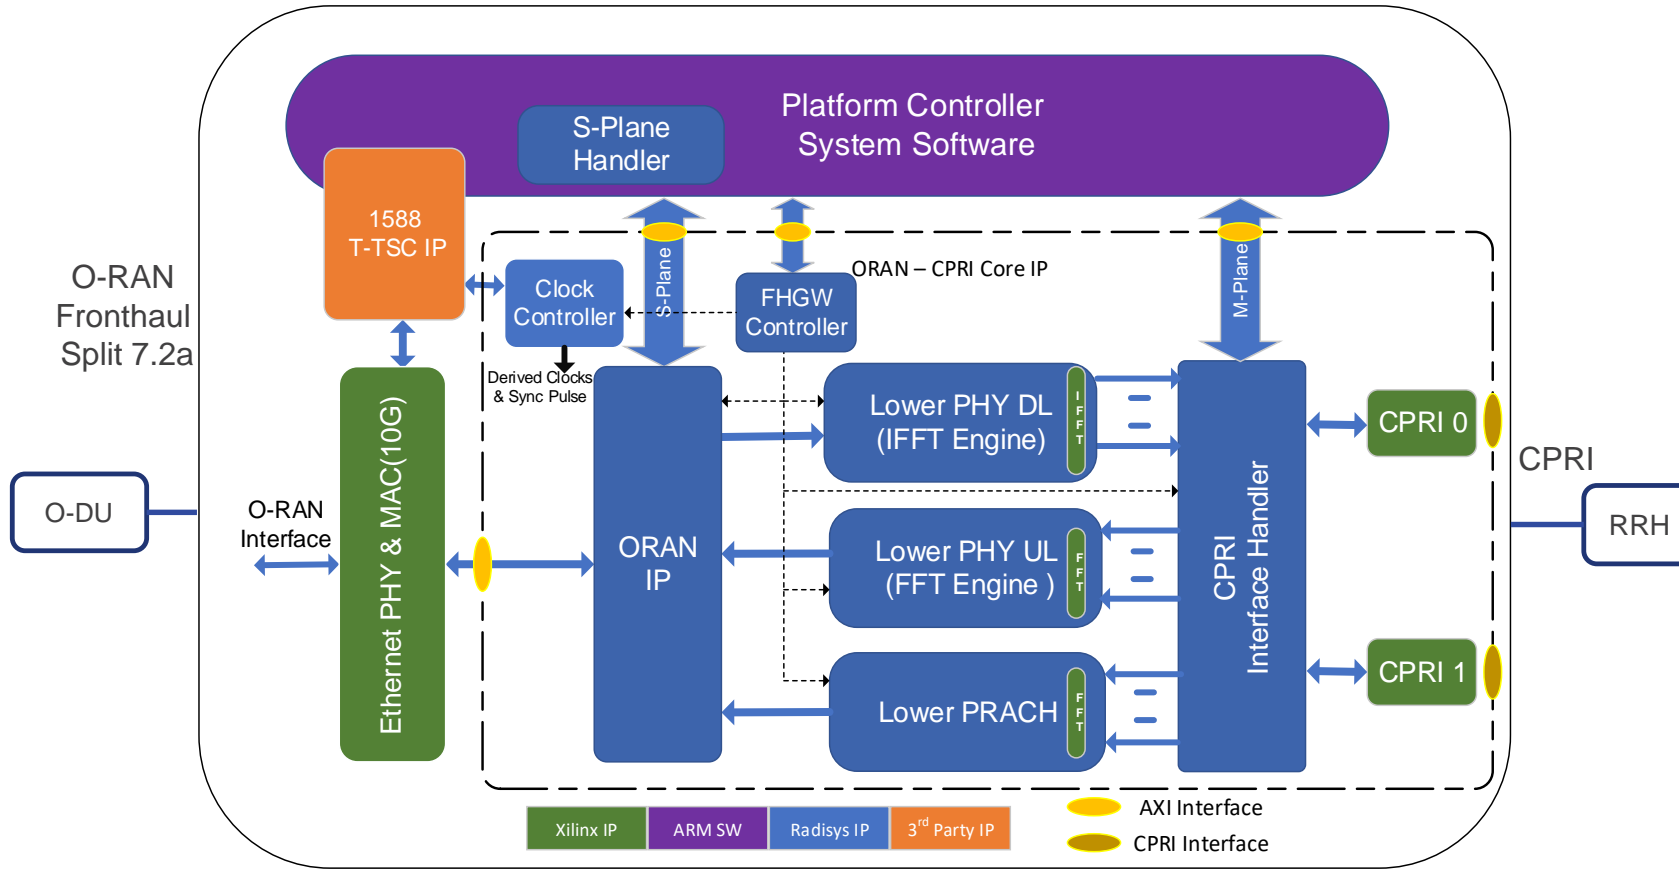 Platform Controller
System Software
S-Plane
Handler
1588
T-TSC IP
O-RAN
Fronthaul
Split 7.2a
S-Plane
M-Plane
ORAN – CPRI Core IP
Clock
Controller
FHGW
Controller
Derived Clocks
& Sync Pulse
Ethernet PHY & MAC(10G)
ORAN
IP
Lower PHY DL
(IFFT Engine)
IFFT
CPRI
Interface Handler
CPRI 0
CPRI
O-DU
O-RAN
Interface
RRH
Lower PHY UL
(FFT Engine )
FFT
CPRI 1
Lower PRACH
FFT
Xilinx IP
ARM SW
Radisys IP
3rd Party IP
AXI Interface
CPRI Interface